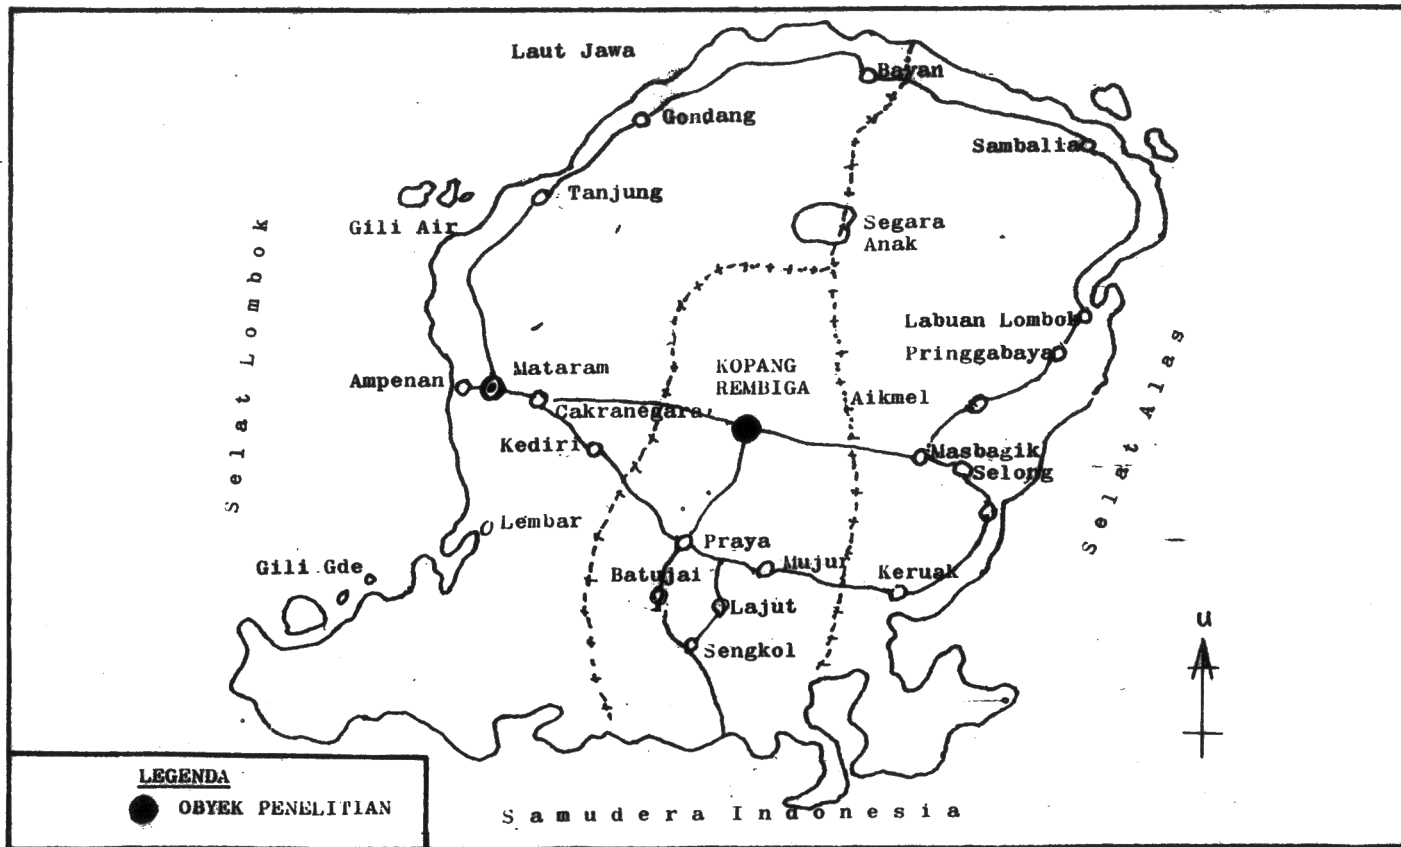 Laut Jawa
Bayan
Gondang
Sambalia
Tanjung
Gili Air
Segara
Anak
Selat Lombok
Labuan Lombok
Pringgabaya
Selat Alas
Mataram
KOPANG
REMBIGA
Ampenan
Aikmel
Cakranegara
Kediri
Masbagik
Selong
Lembar
Praya
Gili Gde
Batujai
Mujur
Keruak
Lajut
Sengkol
u
LEGENDA
OBYEK PENELITIAN
Samudera Indonesia